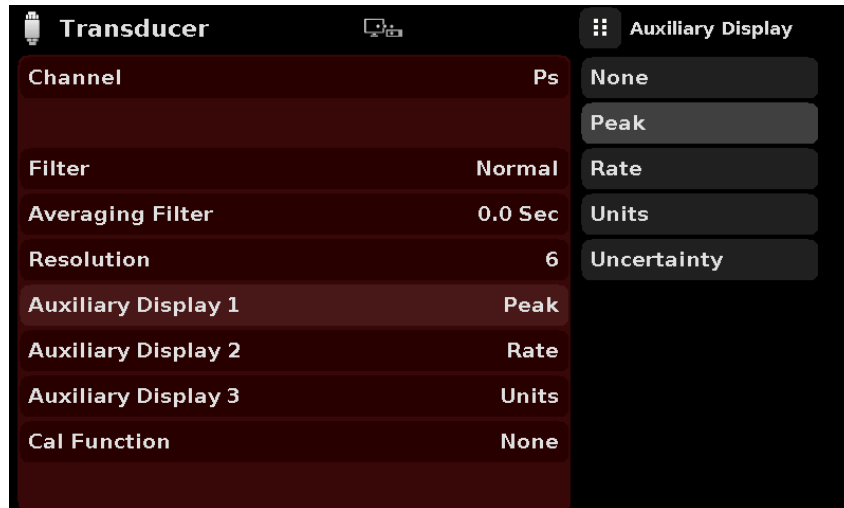 Transducer
Channel Ps
Filter Normal
Averaging Filter 0.0 Sec
Resolution 6
Auxiliary Display 1 Peak
Auxiliary Display 2 Rate
Auxiliary Display 3 Units
Cal Function None
Auxiliary Display
None
Peak
Rate
Units
Uncertainty